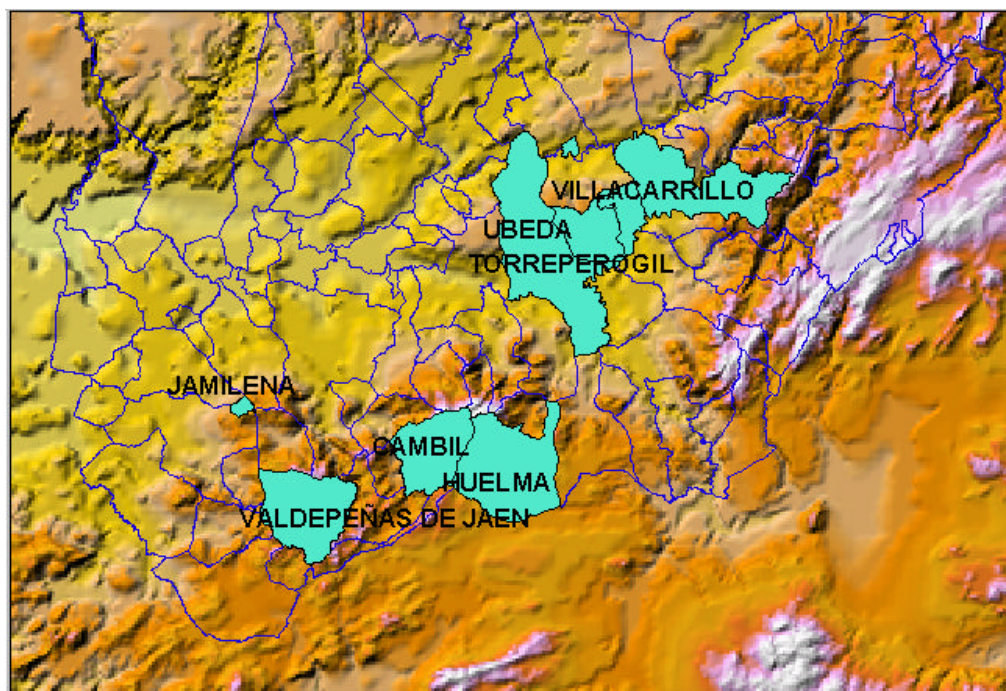 VILLACARRILLO
UBEDA
TORREPEROGIL
JAMILENA
CAMBIL
HUELMA
VALDEPEÑAS DE JAEN